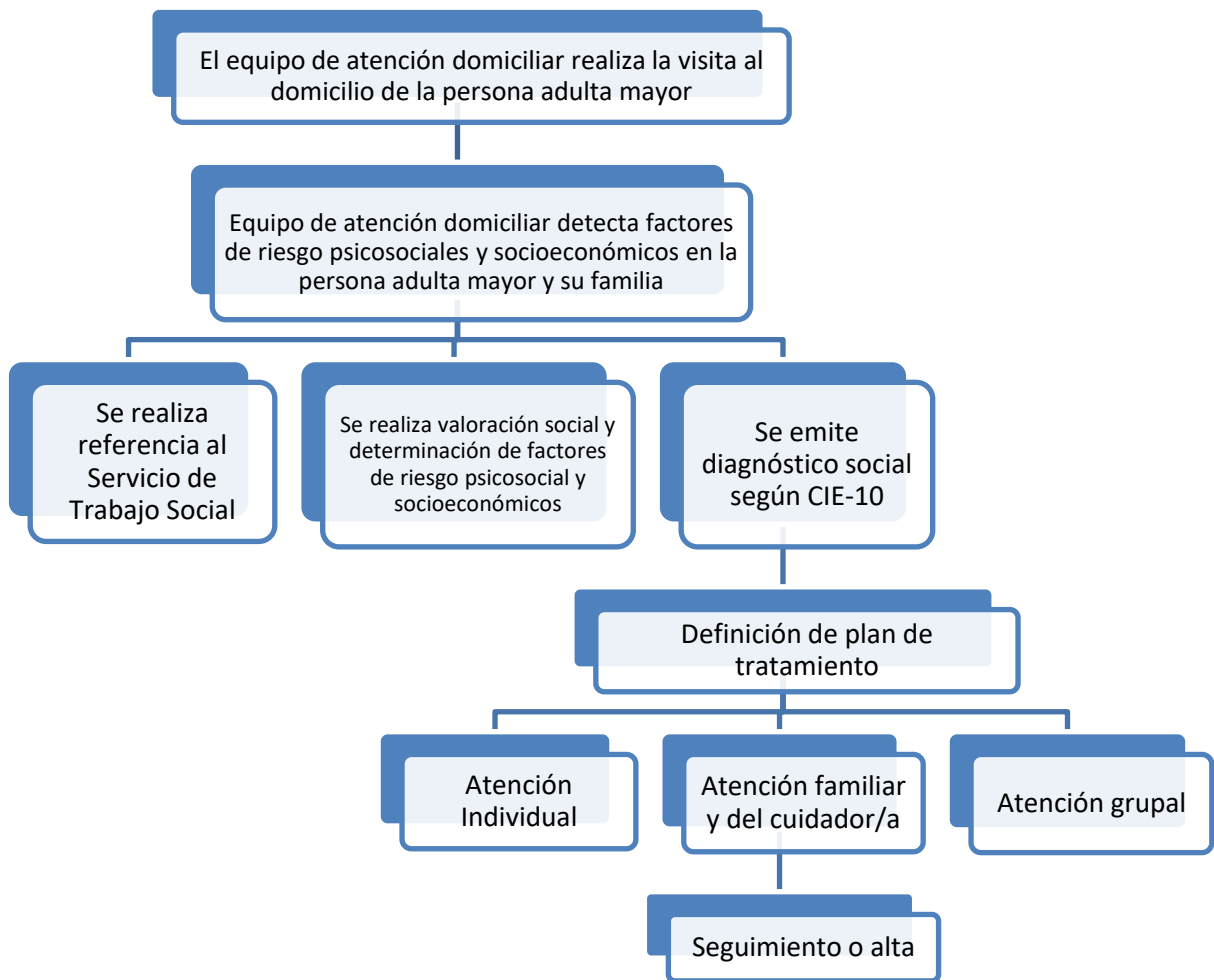 El equipo de atención domiciliar realiza la visita al
domicilio de la persona adulta mayor
Equipo de atención domiciliar detecta factores
de riesgo psicosociales y socioeconómicos en la
persona adulta mayor y su familia
Se realiza
referencia al
Servicio de
Trabajo Social
Se realiza valoración social y
determinación de factores
de riesgo psicosocial y
socioeconómicos
Se emite
diagnóstico social
según CIE-10
Definición de plan de
tratamiento
Atención
Individual
Atención familiar
y del cuidador/a
Atención grupal
Seguimiento o alta